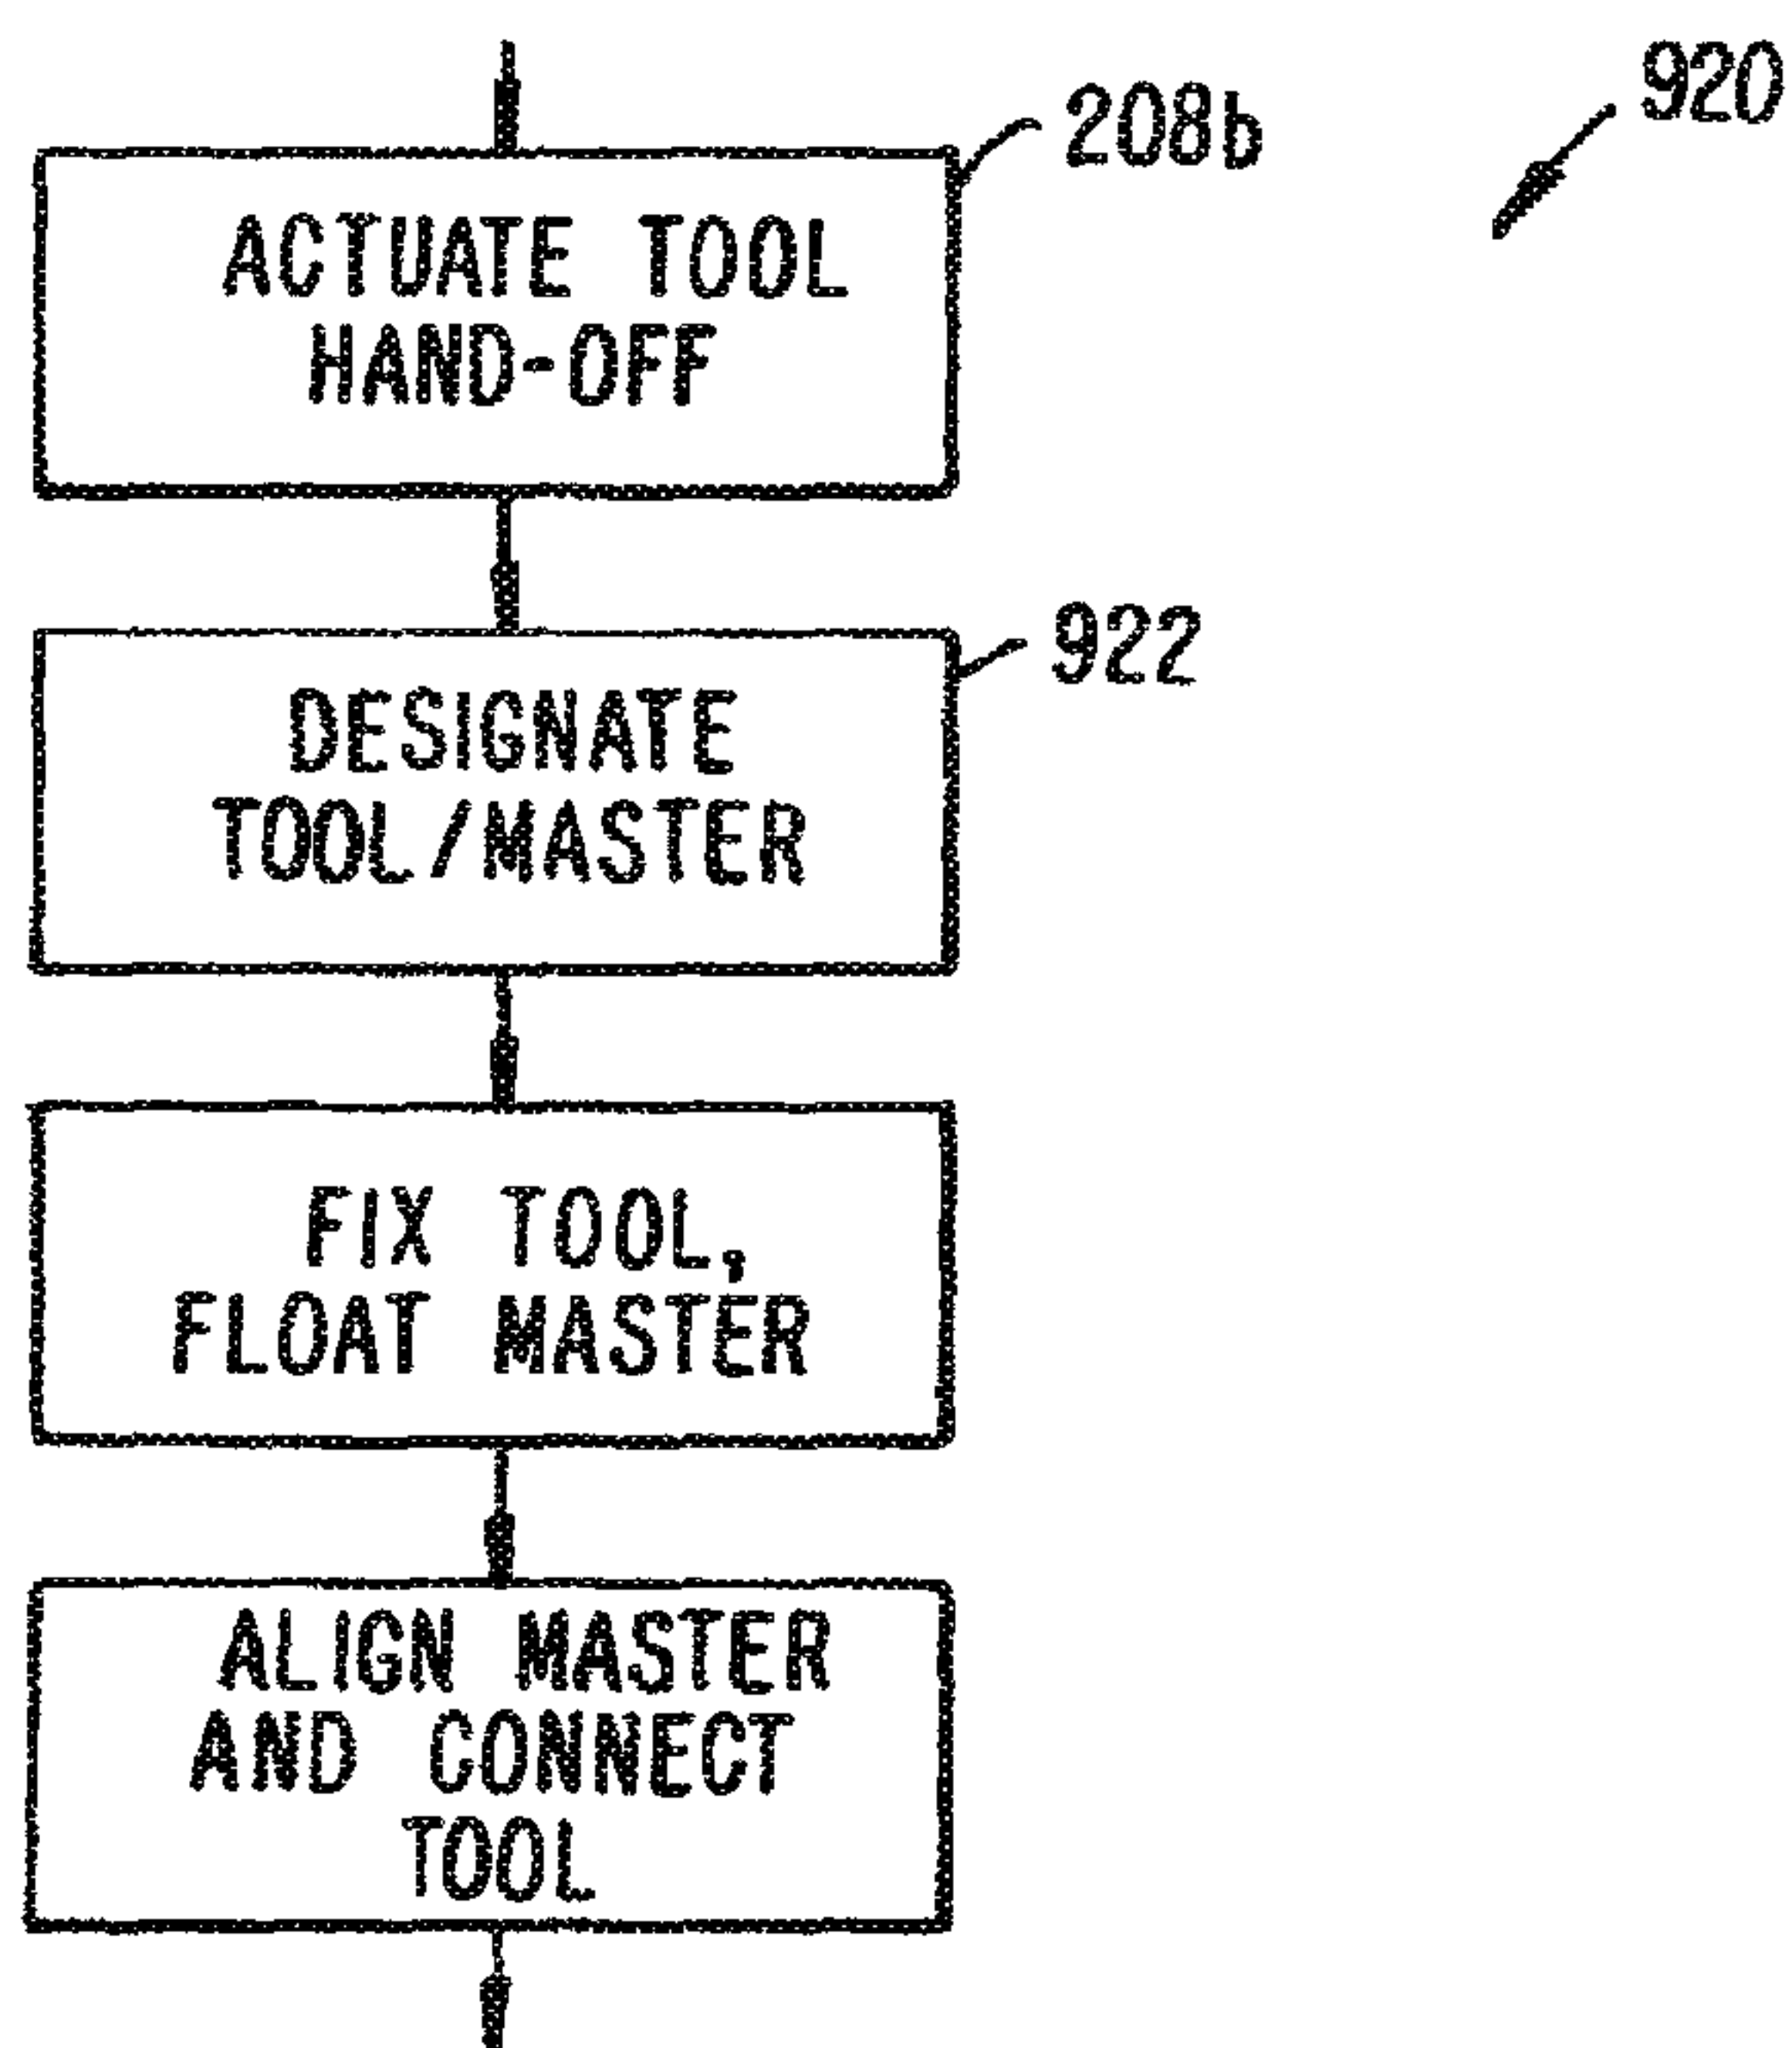 920
208b
ACTUATE TOOL
HAND-OFF
922
DESIGNATE
TOOL/MASTER
FIX TOOL,
FLOAT MASTER
ALIGN MASTER
AND CONNECT
TOOL